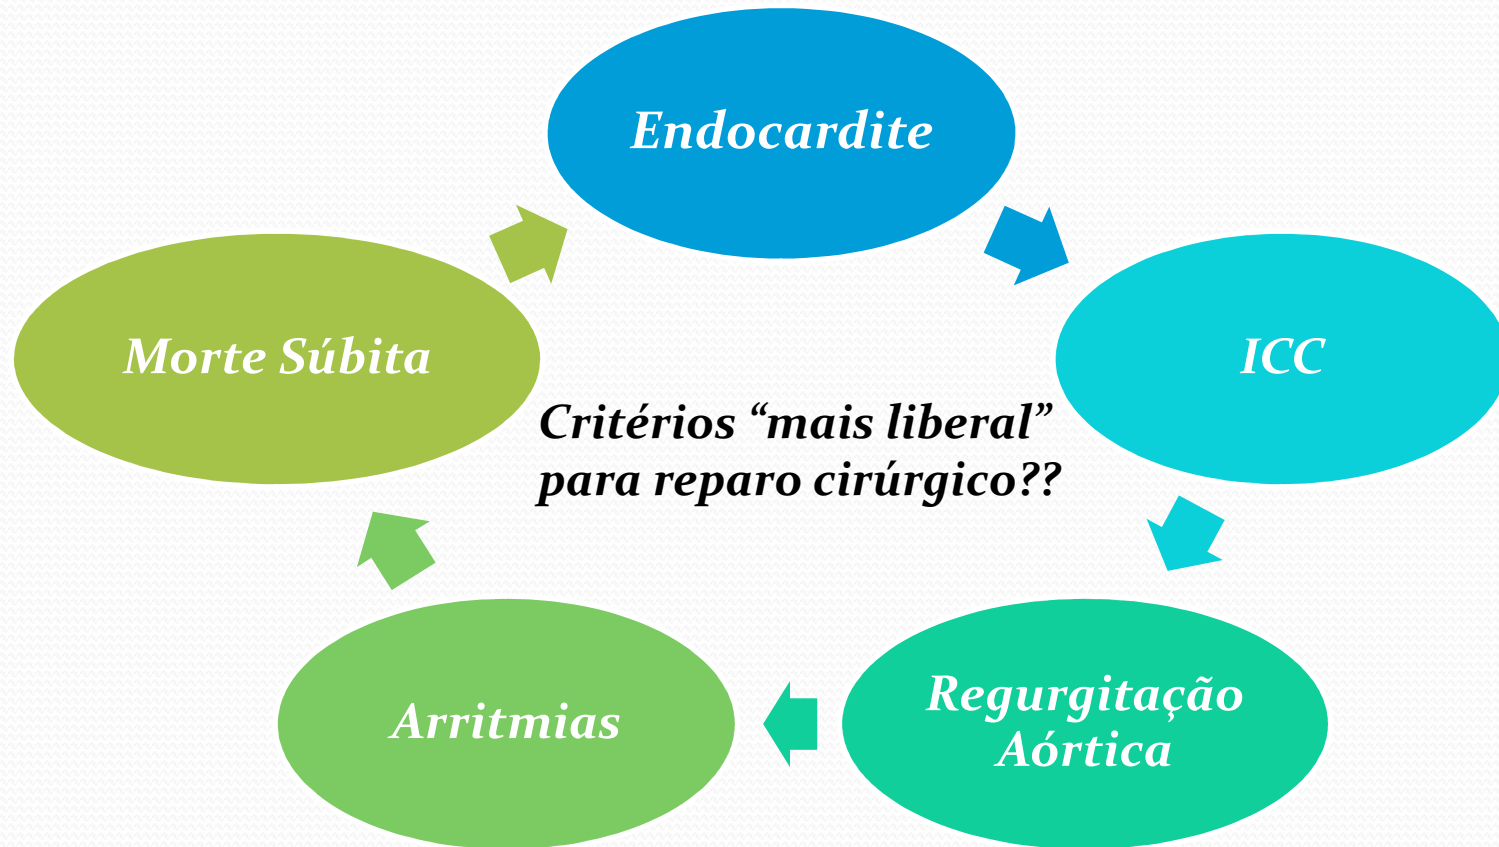 Endocardite
Morte Súbita
ICC
Critérios “mais liberal”
para reparo cirúrgico??
Arritmias
Regurgitação
Aórtica